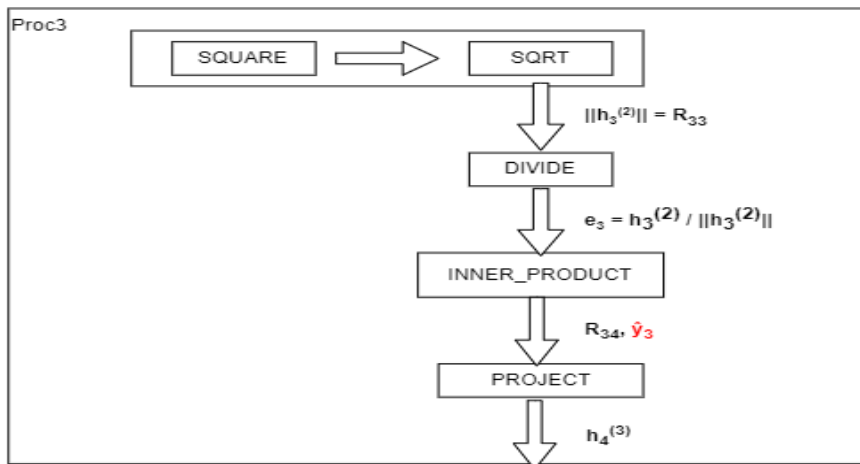 Proc3
SQUARE
SQRT
||h₃⁽²⁾|| = R₃₃
DIVIDE
e₃ = h₃⁽²⁾ / ||h₃⁽²⁾||
INNER_PRODUCT
R₃₄, ŷ₃
PROJECT
h₄⁽³⁾